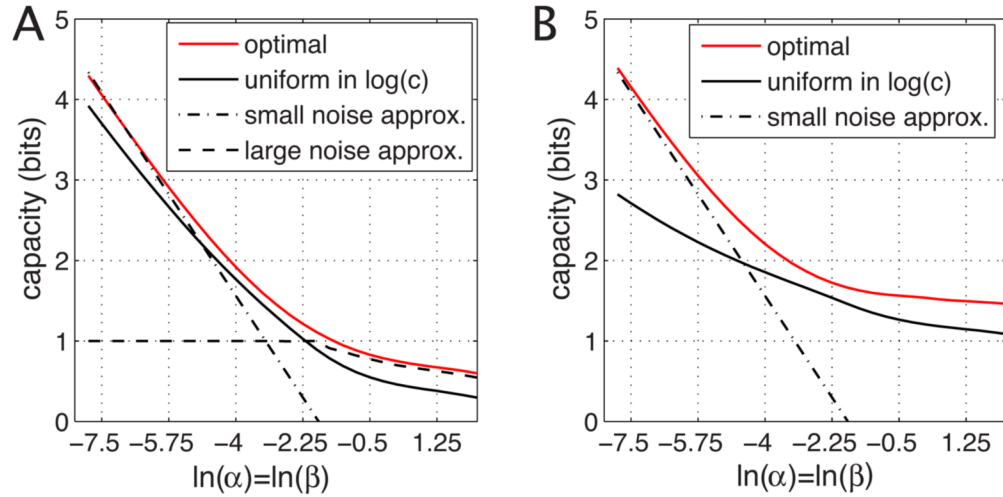 A
5
4
3
2
1
0
capacity (bits)
optimal
uniform in log(c)
small noise approx.
large noise approx.
−7.5 −5.75 −4 −2.25 −0.5 1.25
ln(α)=ln(β)
B
5
4
3
2
1
0
capacity (bits)
optimal
uniform in log(c)
small noise approx.
−7.5 −5.75 −4 −2.25 −0.5 1.25
ln(α)=ln(β)